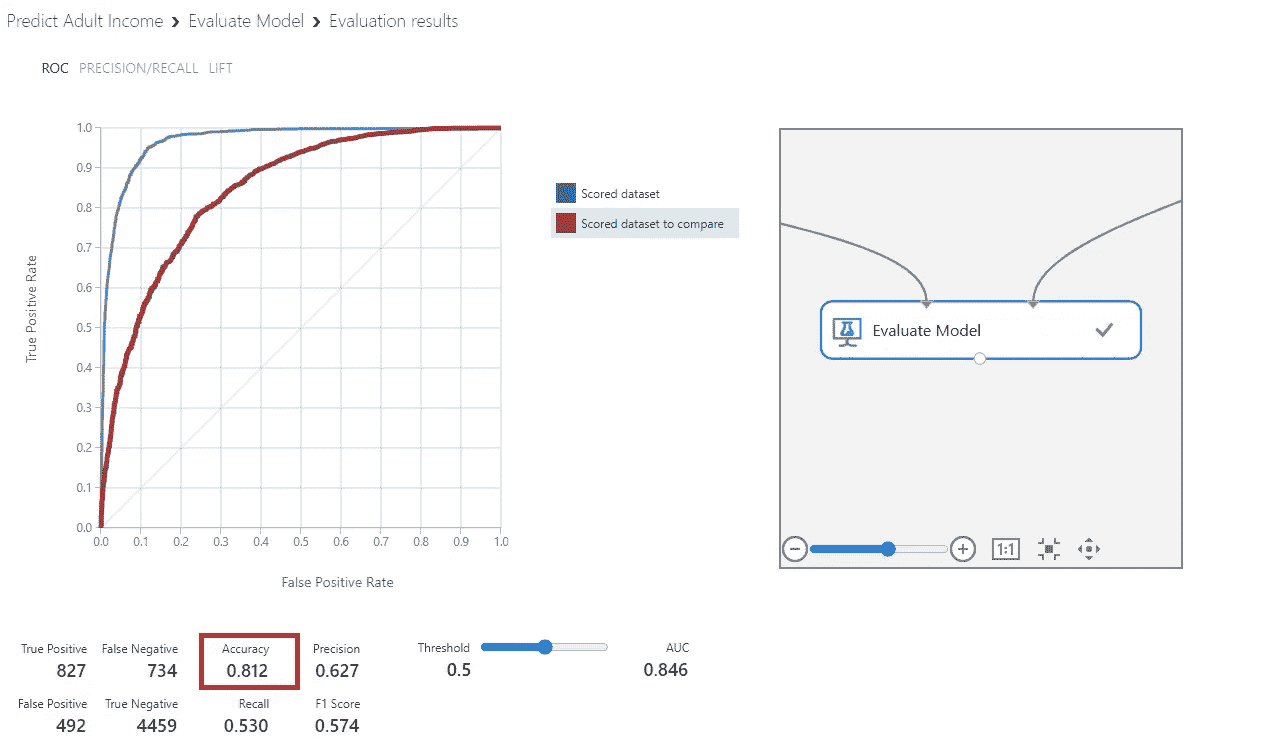 Predict Adult Income › Evaluate Model › Evaluation results
ROC PRECISION/RECALL LIFT
1.0
0.9
0.8
0.7
0.6
0.5
0.4
0.3
0.2
0.1
0.0
True Positive Rate
0.0 0.1 0.2 0.3 0.4 0.5 0.6 0.7 0.8 0.9 1.0
False Positive Rate
Scored dataset
Scored dataset to compare
Evaluate Model
1:1
True Positive False Negative Accuracy Precision Threshold AUC
827 734 0.812 0.627 0.5 0.846
False Positive True Negative Recall F1 Score
492 4459 0.530 0.574